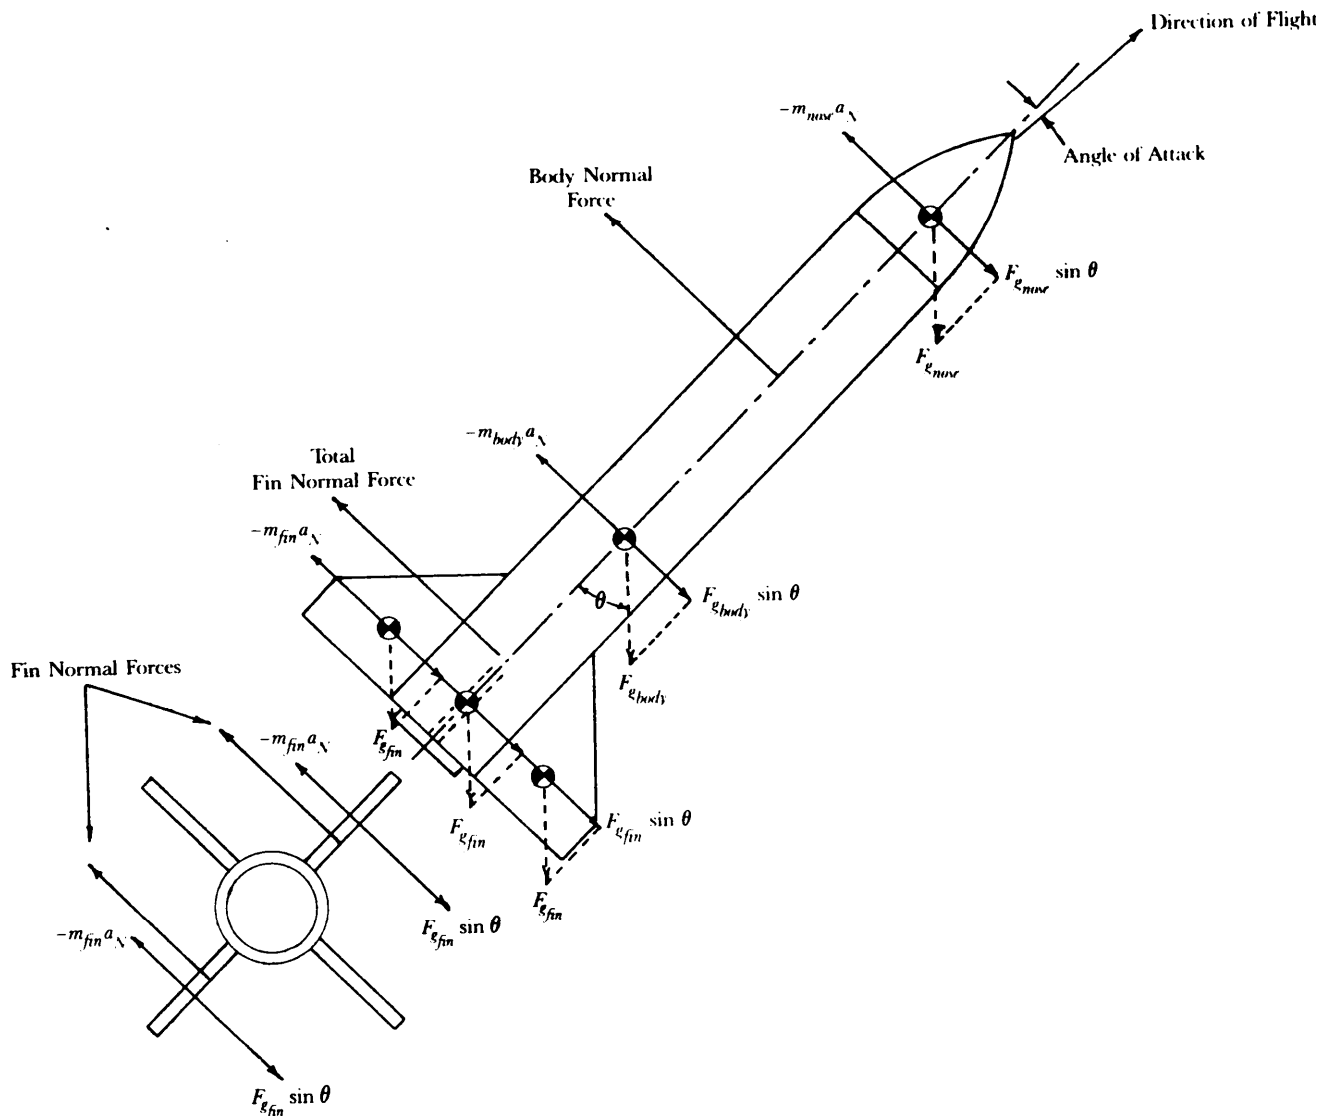 Direction of Flight
-m_nose a_N
Angle of Attack
Body Normal
Force
F_g_nose sin θ
F_g_nose
-m_body a_N
Total
Fin Normal Force
-m_fin a_N
θ
F_g_body sin θ
F_g_body
Fin Normal Forces
F_g_fin
-m_fin a_N
F_g_fin
F_g_fin sin θ
F_g_fin
F_g_fin sin θ
-m_fin a_N
F_g_fin sin θ